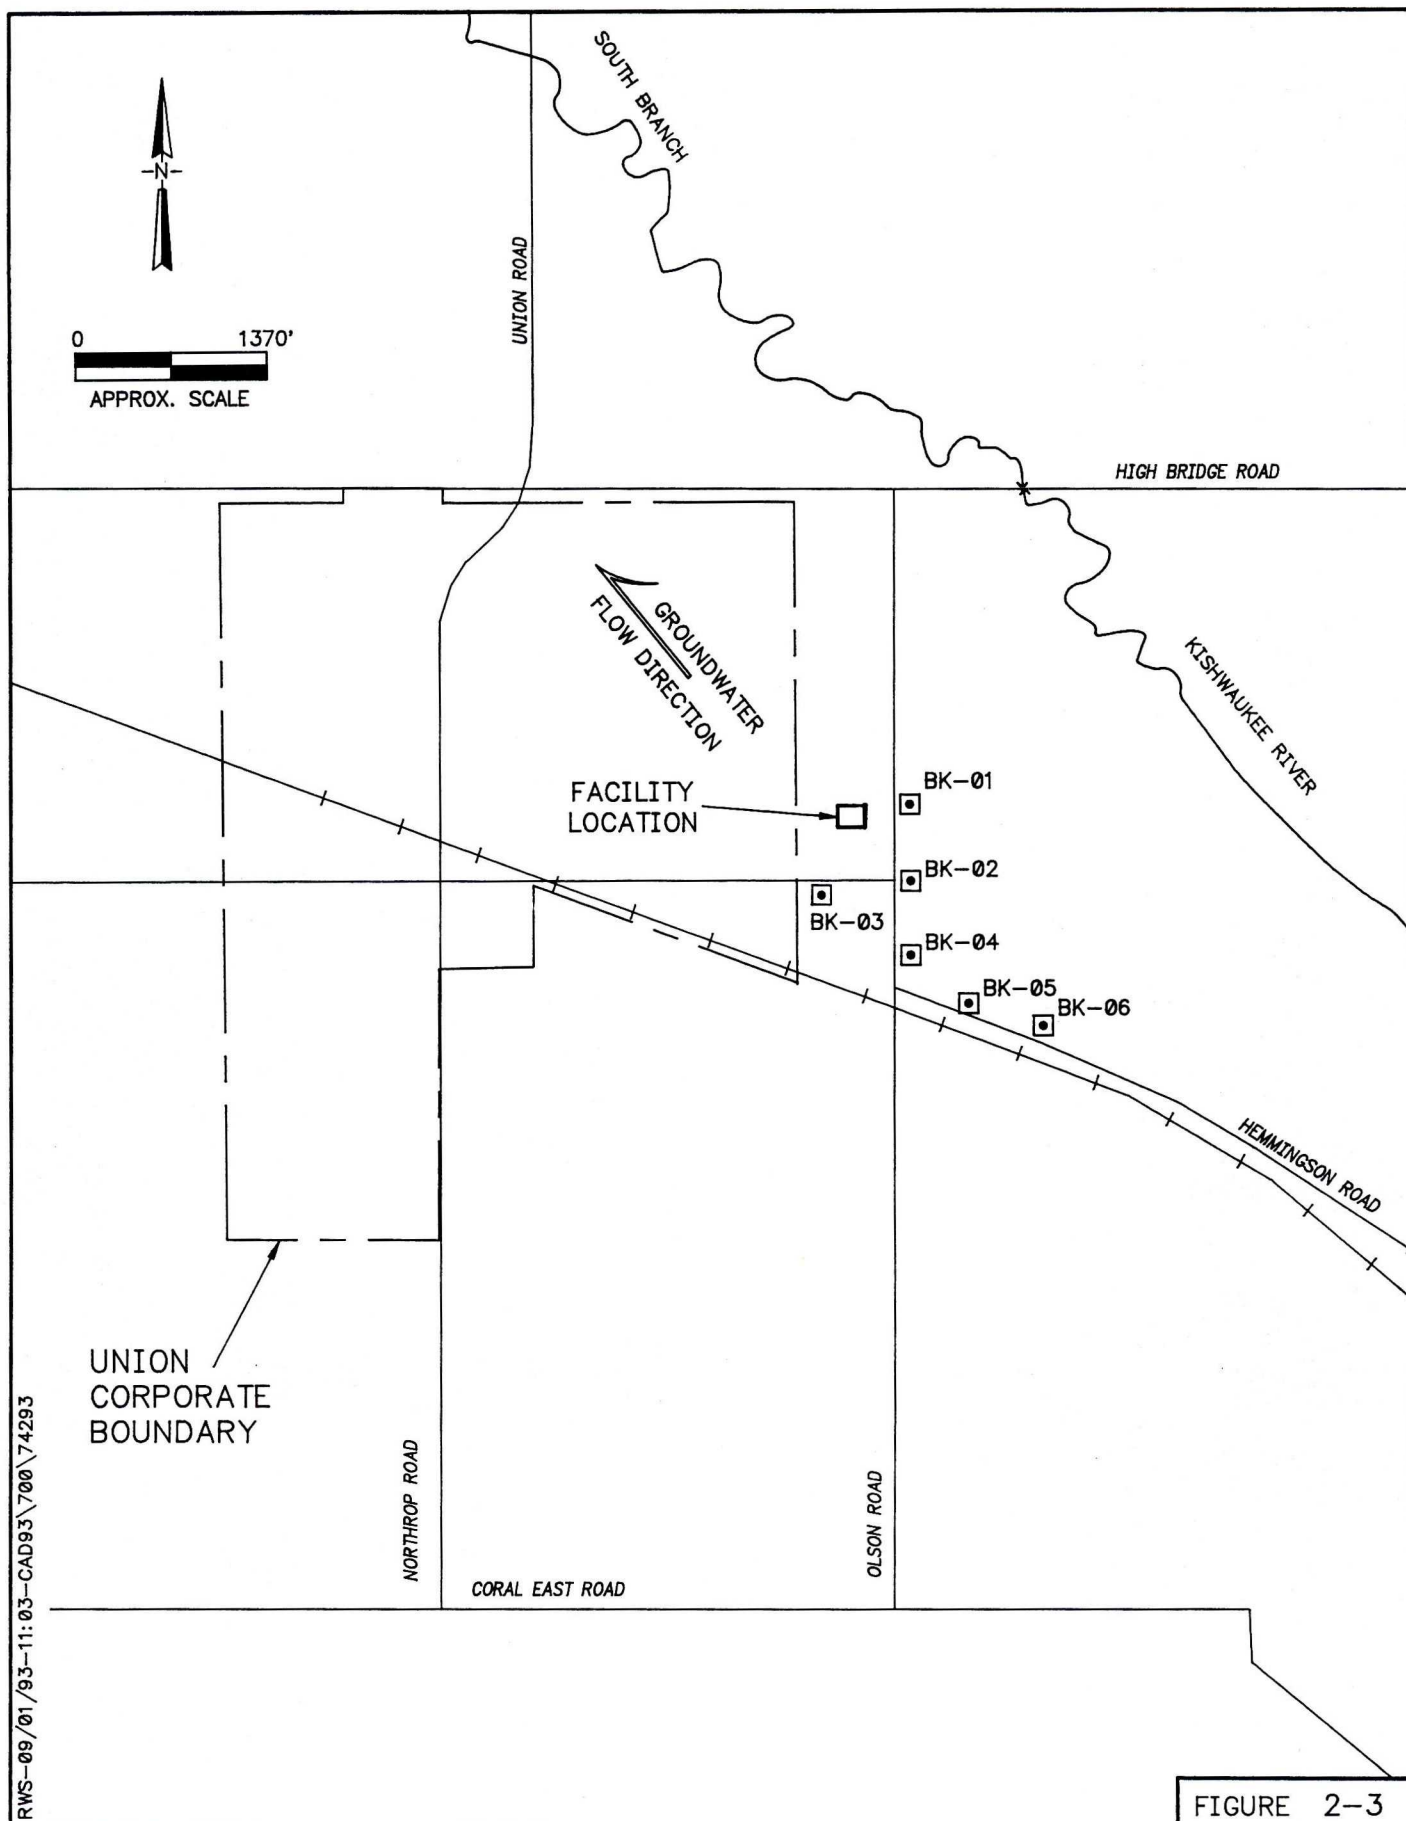 SOUTH BRANCH
-N-
UNION ROAD
0 1370'
APPROX. SCALE
HIGH BRIDGE ROAD
GROUNDWATER
FLOW DIRECTION
KISHWAUKEE RIVER
FACILITY
LOCATION
BK-01
BK-02
BK-03
BK-04
BK-05
BK-06
HEMMINGSON ROAD
UNION
CORPORATE
BOUNDARY
NORTHROP ROAD
OLSON ROAD
CORAL EAST ROAD
RWS-09/01/93-11:03-CAD93\700\74293
FIGURE 2-3